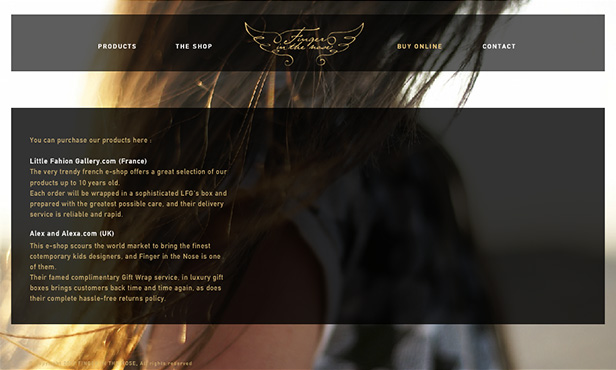 PRODUCTS
THE SHOP
Finger
in the nose
BUY ONLINE
CONTACT
You can purchase our products here :
Little Fahion Gallery.com (France)
The very trendy french e-shop offers a great selection of our
products up to 10 years old.
Each order will be wrapped in a sophisticated LFG's box and
prepared with the greatest possible care, and their delivery
service is reliable and rapid.
Alex and Alexa.com (UK)
This e-shop scours the world market to bring the finest
cotemporary kids designers, and Finger in the Nose is one
of them.
Their famed complimentary Gift Wrap service, in luxury gift
boxes brings customers back time and time again, as does
their complete hassle-free returns policy.
THE NOSE, All rights reserved